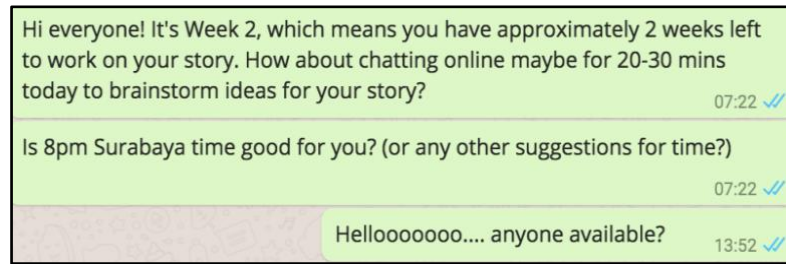 Hi everyone! It's Week 2, which means you have approximately 2 weeks left
to work on your story. How about chatting online maybe for 20-30 mins
today to brainstorm ideas for your story?
07:22
Is 8pm Surabaya time good for you? (or any other suggestions for time?)
07:22
Hellooooooo.... anyone available?
13:52